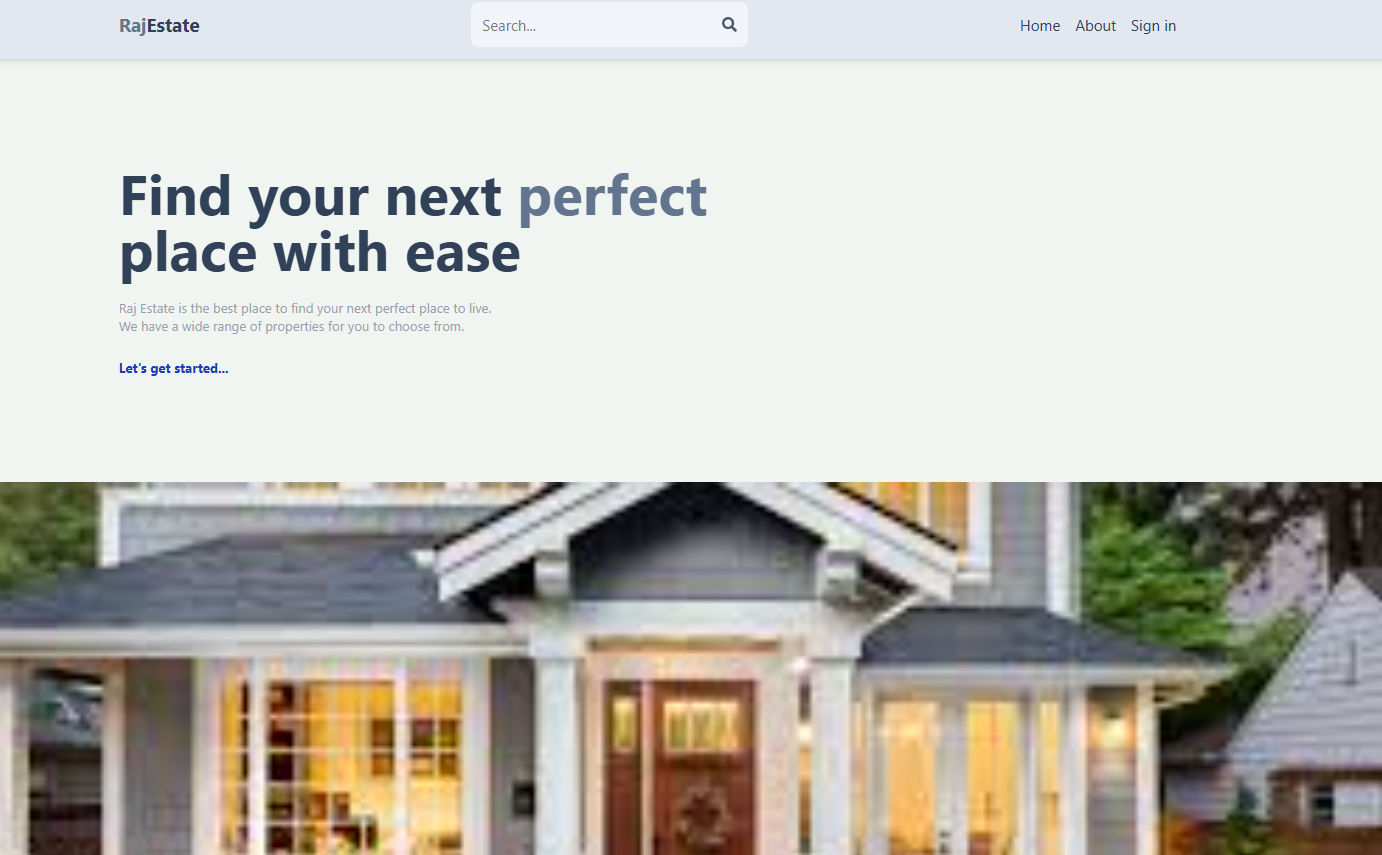 RajEstate
Search...
Home About Sign in
Find your next perfect
place with ease
Raj Estate is the best place to find your next perfect place to live.
We have a wide range of properties for you to choose from.
Let's get started...